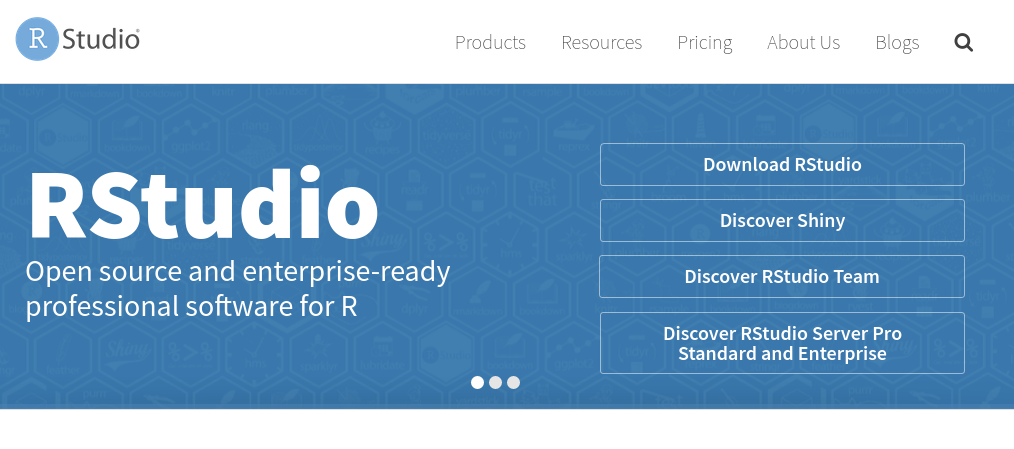 R Studio®
Products Resources Pricing About Us Blogs
RStudio
Open source and enterprise-ready
professional software for R
Download RStudio
Discover Shiny
Discover RStudio Team
Discover RStudio Server Pro
Standard and Enterprise